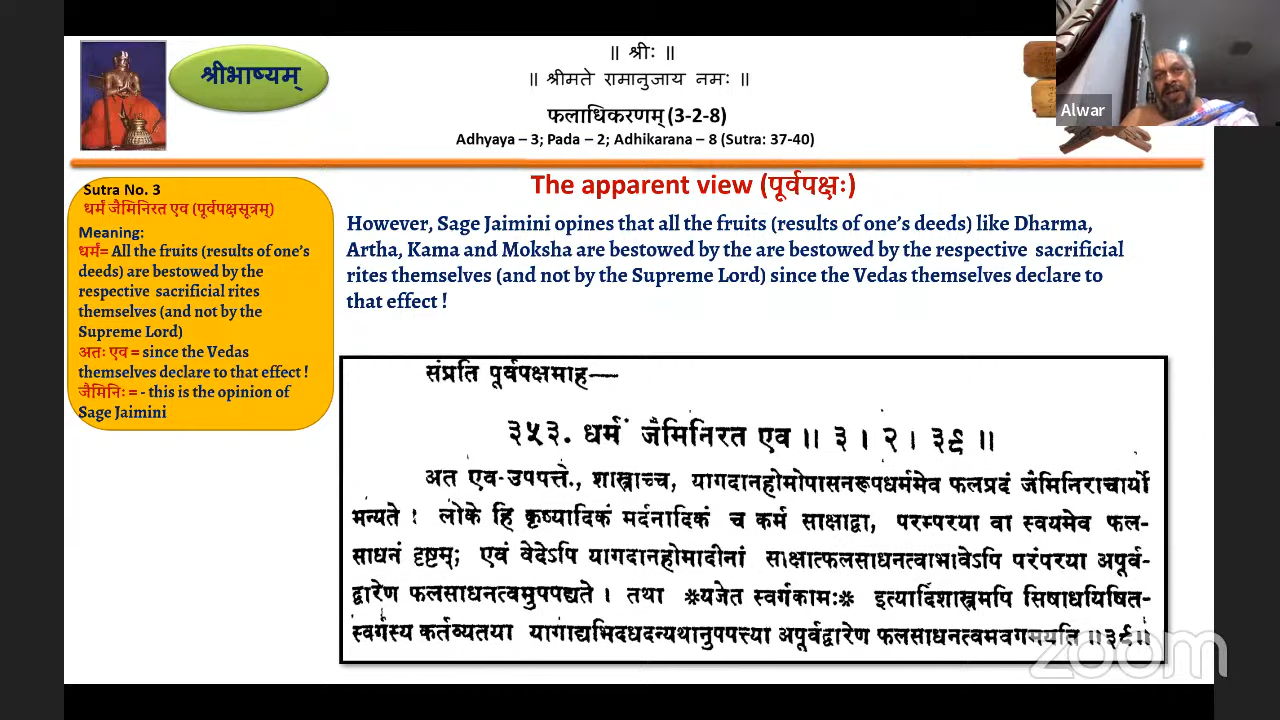 ॥ श्रीः ॥
॥ श्रीमते रामानुजाय नमः ॥
श्रीभाष्यम्
फलाधिकरणम् (3-2-8)
Adhyaya – 3; Pada – 2; Adhikarana – 8 (Sutra: 37-40)
Alwar
Sutra No. 3
धर्मं जैमिनिरत एव (पूर्वपक्षसूत्रम्)
Meaning:
धर्मं= All the fruits (results of one’s
deeds) are bestowed by the
respective sacrificial rites
themselves (and not by the
Supreme Lord)
अतः एव = since the Vedas
themselves declare to that effect !
जैमिनिः = - this is the opinion of
Sage Jaimini
The apparent view (पूर्वपक्षः)
However, Sage Jaimini opines that all the fruits (results of one’s deeds) like Dharma,
Artha, Kama and Moksha are bestowed by the are bestowed by the respective sacrificial
rites themselves (and not by the Supreme Lord) since the Vedas themselves declare to
that effect !
संप्रति पूर्वपक्षमाह—
३५३. धर्मं जैमिनिरत एव ॥ ३ । २ । ३९ ॥
अत एव-उपपत्ते., शास्त्राच्च, यागदानहोमोपासनरूपधर्ममेव फलप्रदं जैमिनिराचार्यो
मन्यते । लोके हि कृष्यादिकं मर्दनादिकं च कर्म साक्षाद्वा, परम्परया वा स्वयमेव फल-
साधनं दृष्टम्; एवं वेदेऽपि यागदानहोमादीनां साक्षात्फलसाधनत्वाभावेऽपि परंपरया अपूर्व-
द्वारेण फलसाधनत्वमुपपद्यते । तथा ※यजेत स्वर्गकामः※ इत्यादिशास्त्रमपि सिषाधयिषित-
स्वर्गस्य कर्तव्यतया यागाद्यभिदधदन्यथानुपपत्त्या अपूर्वद्वारेण फलसाधनत्वमवगमयति ॥३९॥
zoom